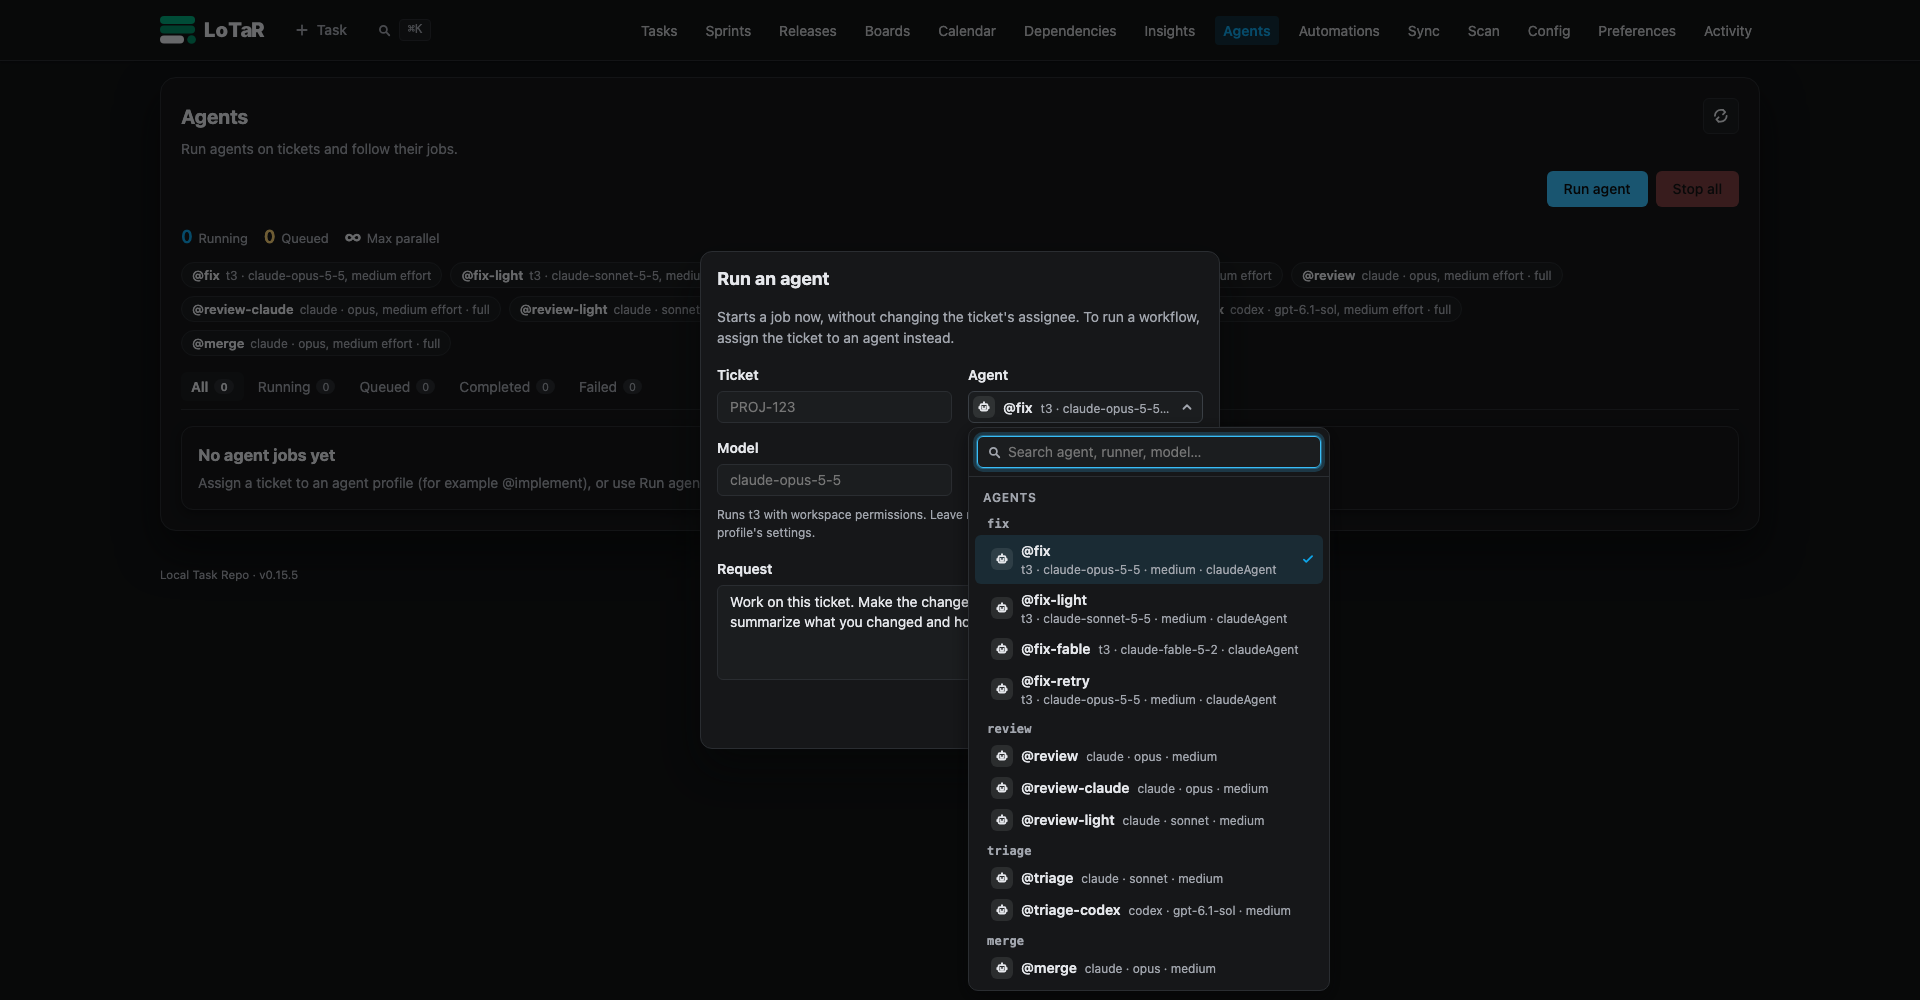 LoTaR
+ Task
⌘K
Tasks
Sprints
Releases
Boards
Calendar
Dependencies
Insights
Agents
Automations
Sync
Scan
Config
Preferences
Activity
Agents
Run agents on tickets and follow their jobs.
Run agent
Stop all
0 Running
0 Queued
∞ Max parallel
@fix t3 · claude-opus-5-5, medium effort
@fix-light t3 · claude-sonnet-5-5, mediu
um effort
@review claude · opus, medium effort · full
@review-claude claude · opus, medium effort · full
@review-light claude · sonnet
x codex · gpt-6.1-sol, medium effort · full
@merge claude · opus, medium effort · full
All 0
Running 0
Queued 0
Completed 0
Failed 0
No agent jobs yet
Assign a ticket to an agent profile (for example @implement), or use Run agen
Local Task Repo · v0.15.5
Run an agent
Starts a job now, without changing the ticket's assignee. To run a workflow,
assign the ticket to an agent instead.
Ticket
PROJ-123
Agent
@fix t3 · claude-opus-5-5...
Model
claude-opus-5-5
Runs t3 with workspace permissions. Leave
profile's settings.
Request
Work on this ticket. Make the change
summarize what you changed and ho
Search agent, runner, model...
AGENTS
fix
@fix
t3 · claude-opus-5-5 · medium · claudeAgent
@fix-light
t3 · claude-sonnet-5-5 · medium · claudeAgent
@fix-fable t3 · claude-fable-5-2 · claudeAgent
@fix-retry
t3 · claude-opus-5-5 · medium · claudeAgent
review
@review claude · opus · medium
@review-claude claude · opus · medium
@review-light claude · sonnet · medium
triage
@triage claude · sonnet · medium
@triage-codex codex · gpt-6.1-sol · medium
merge
@merge claude · opus · medium